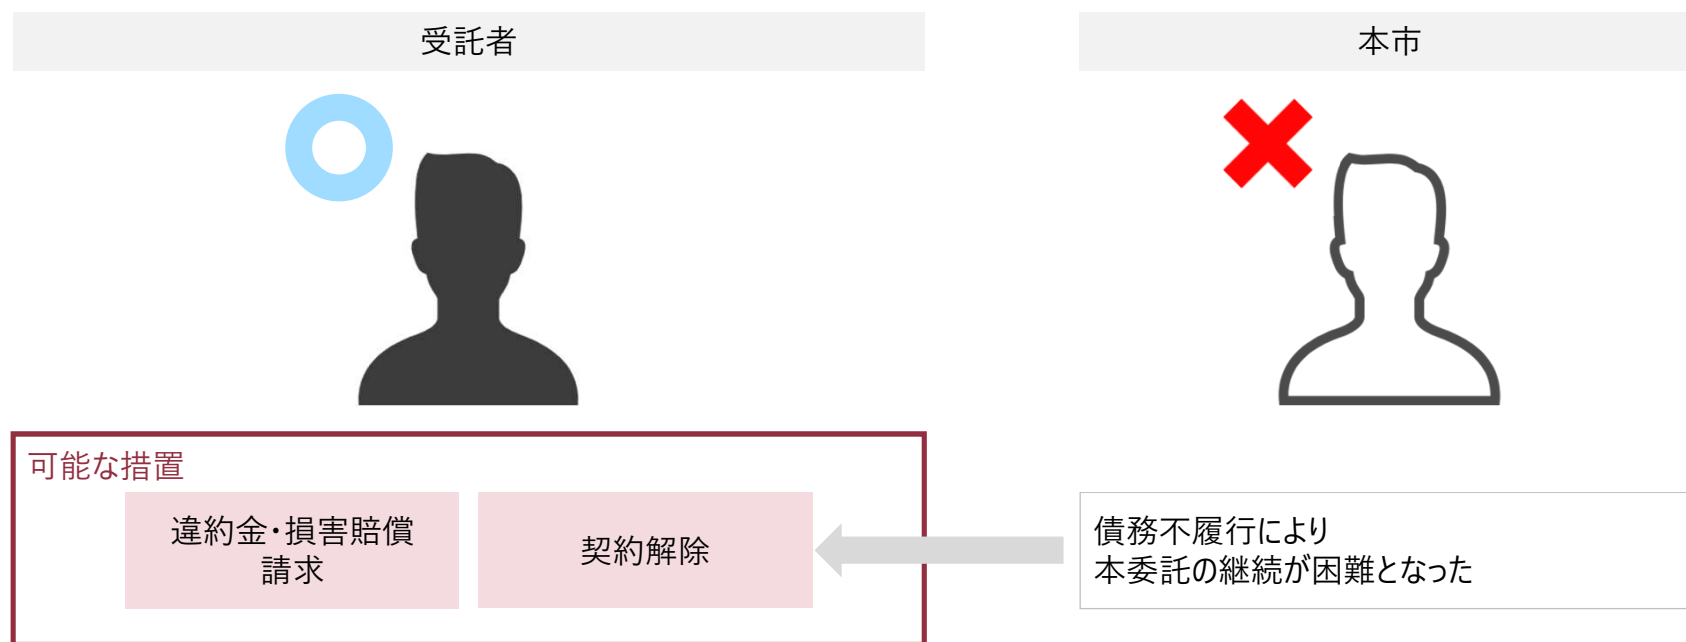 受託者
本市
可能な措置
違約金・損害賠償
請求
契約解除
債務不履行により
本委託の継続が困難となった